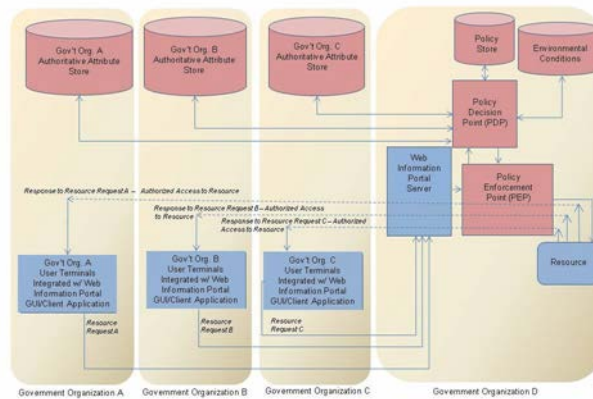 Gov't Org. A
Authoritative Attribute
Store
Gov't Org. B
Authoritative Attribute
Store
Gov't Org. C
Authoritative Attribute
Store
Policy
Store
Environmental
Conditions
Policy
Decision
Point (PDP)
Web
Information
Portal
Server
Policy
Enforcement
Point (PEP)
Response to Resource Request A – Authorized Access to Resource
Response to Resource Request B – Authorized Access
to Resource
Response to Resource Request C – Authorized
Access to Resource
Resource
Gov't Org. A
User Terminals
Integrated w/ Web
Information Portal
GUI/Client Application
Gov't Org. B
User Terminals
Integrated w/ Web
Information Portal
GUI/Client Application
Gov't Org. C
User Terminals
Integrated w/ Web
Information Portal
GUI/Client Application
Resource
Request A
Resource
Request B
Resource
Request C
Government Organization A
Government Organization B
Government Organization C
Government Organization D